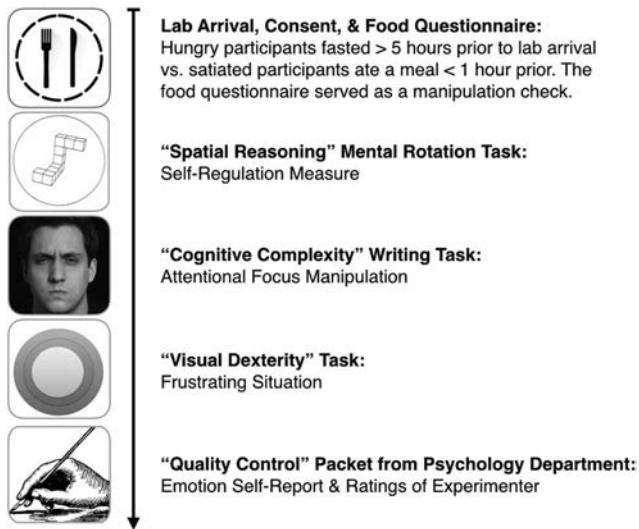 Lab Arrival, Consent, & Food Questionnaire:
Hungry participants fasted > 5 hours prior to lab arrival
vs. satiated participants ate a meal < 1 hour prior. The
food questionnaire served as a manipulation check.
“Spatial Reasoning” Mental Rotation Task:
Self-Regulation Measure
“Cognitive Complexity” Writing Task:
Attentional Focus Manipulation
“Visual Dexterity” Task:
Frustrating Situation
“Quality Control” Packet from Psychology Department:
Emotion Self-Report & Ratings of Experimenter